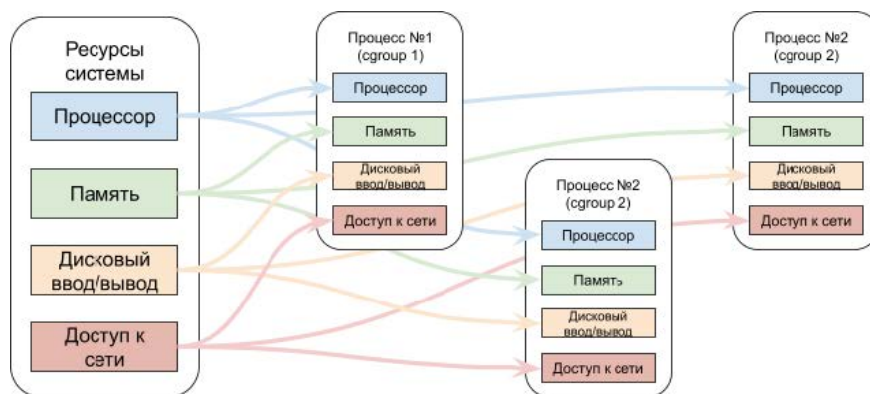 Ресурсы
системы
Процессор
Память
Дисковый
ввод/вывод
Доступ к
сети
Процесс №1
(cgroup 1)
Процессор
Память
Дисковый
ввод/вывод
Доступ к сети
Процесс №2
(cgroup 2)
Процессор
Память
Дисковый
ввод/вывод
Доступ к сети
Процесс №2
(cgroup 2)
Процессор
Память
Дисковый
ввод/вывод
Доступ к сети